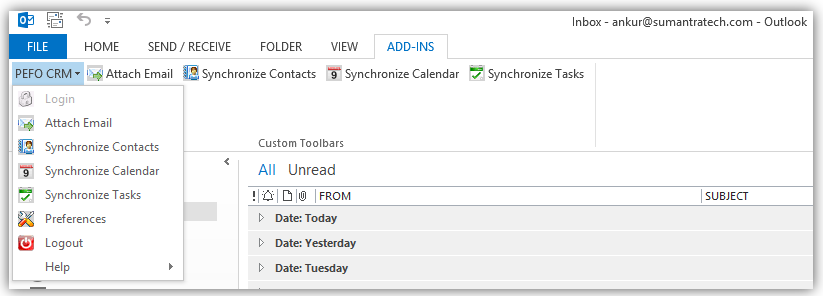 Inbox - ankur@sumantratech.com - Outlook
FILE HOME SEND / RECEIVE FOLDER VIEW ADD-INS
PEFO CRM Attach Email Synchronize Contacts 9 Synchronize Calendar Synchronize Tasks
Login
Attach Email
Synchronize Contacts
9 Synchronize Calendar
Synchronize Tasks
Preferences
Logout
Help
Custom Toolbars
All Unread
! FROM SUBJECT
Date: Today
Date: Yesterday
Date: Tuesday